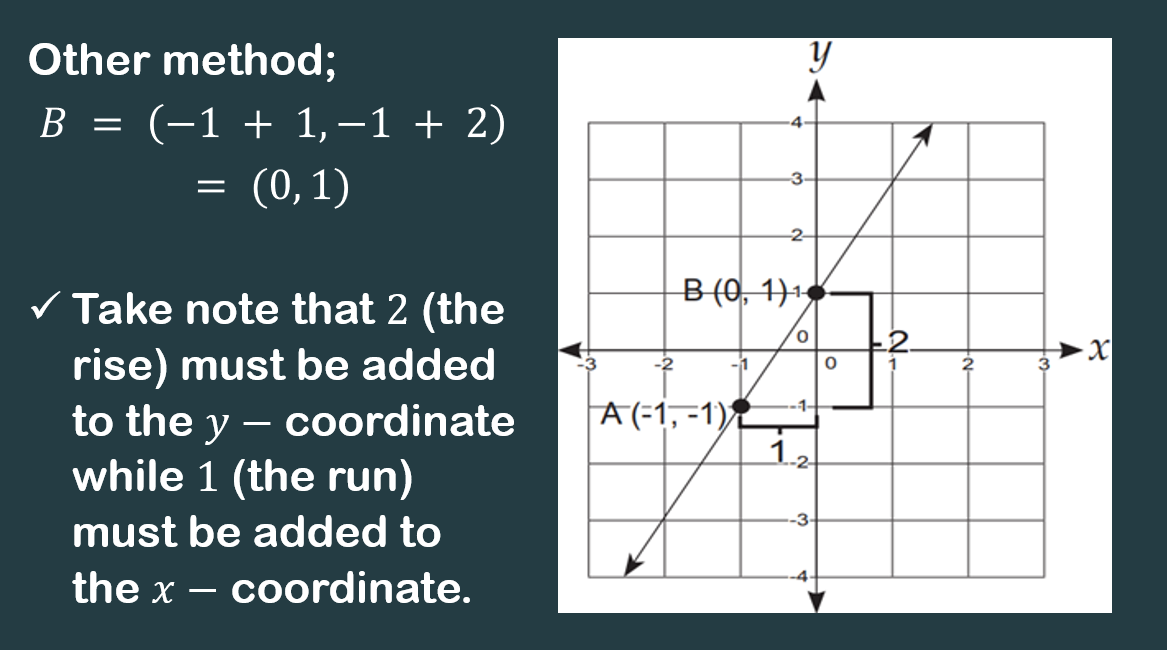 Other method;
B = (−1 + 1, −1 + 2)
= (0, 1)
✓ Take note that 2 (the
rise) must be added
to the y − coordinate
while 1 (the run)
must be added to
the x − coordinate.
y
4
3
2
B (0, 1) 1
0
2
x
-3 -2 -1 0 1 2 3
A (-1, -1) -1
1
-2
-3
-4